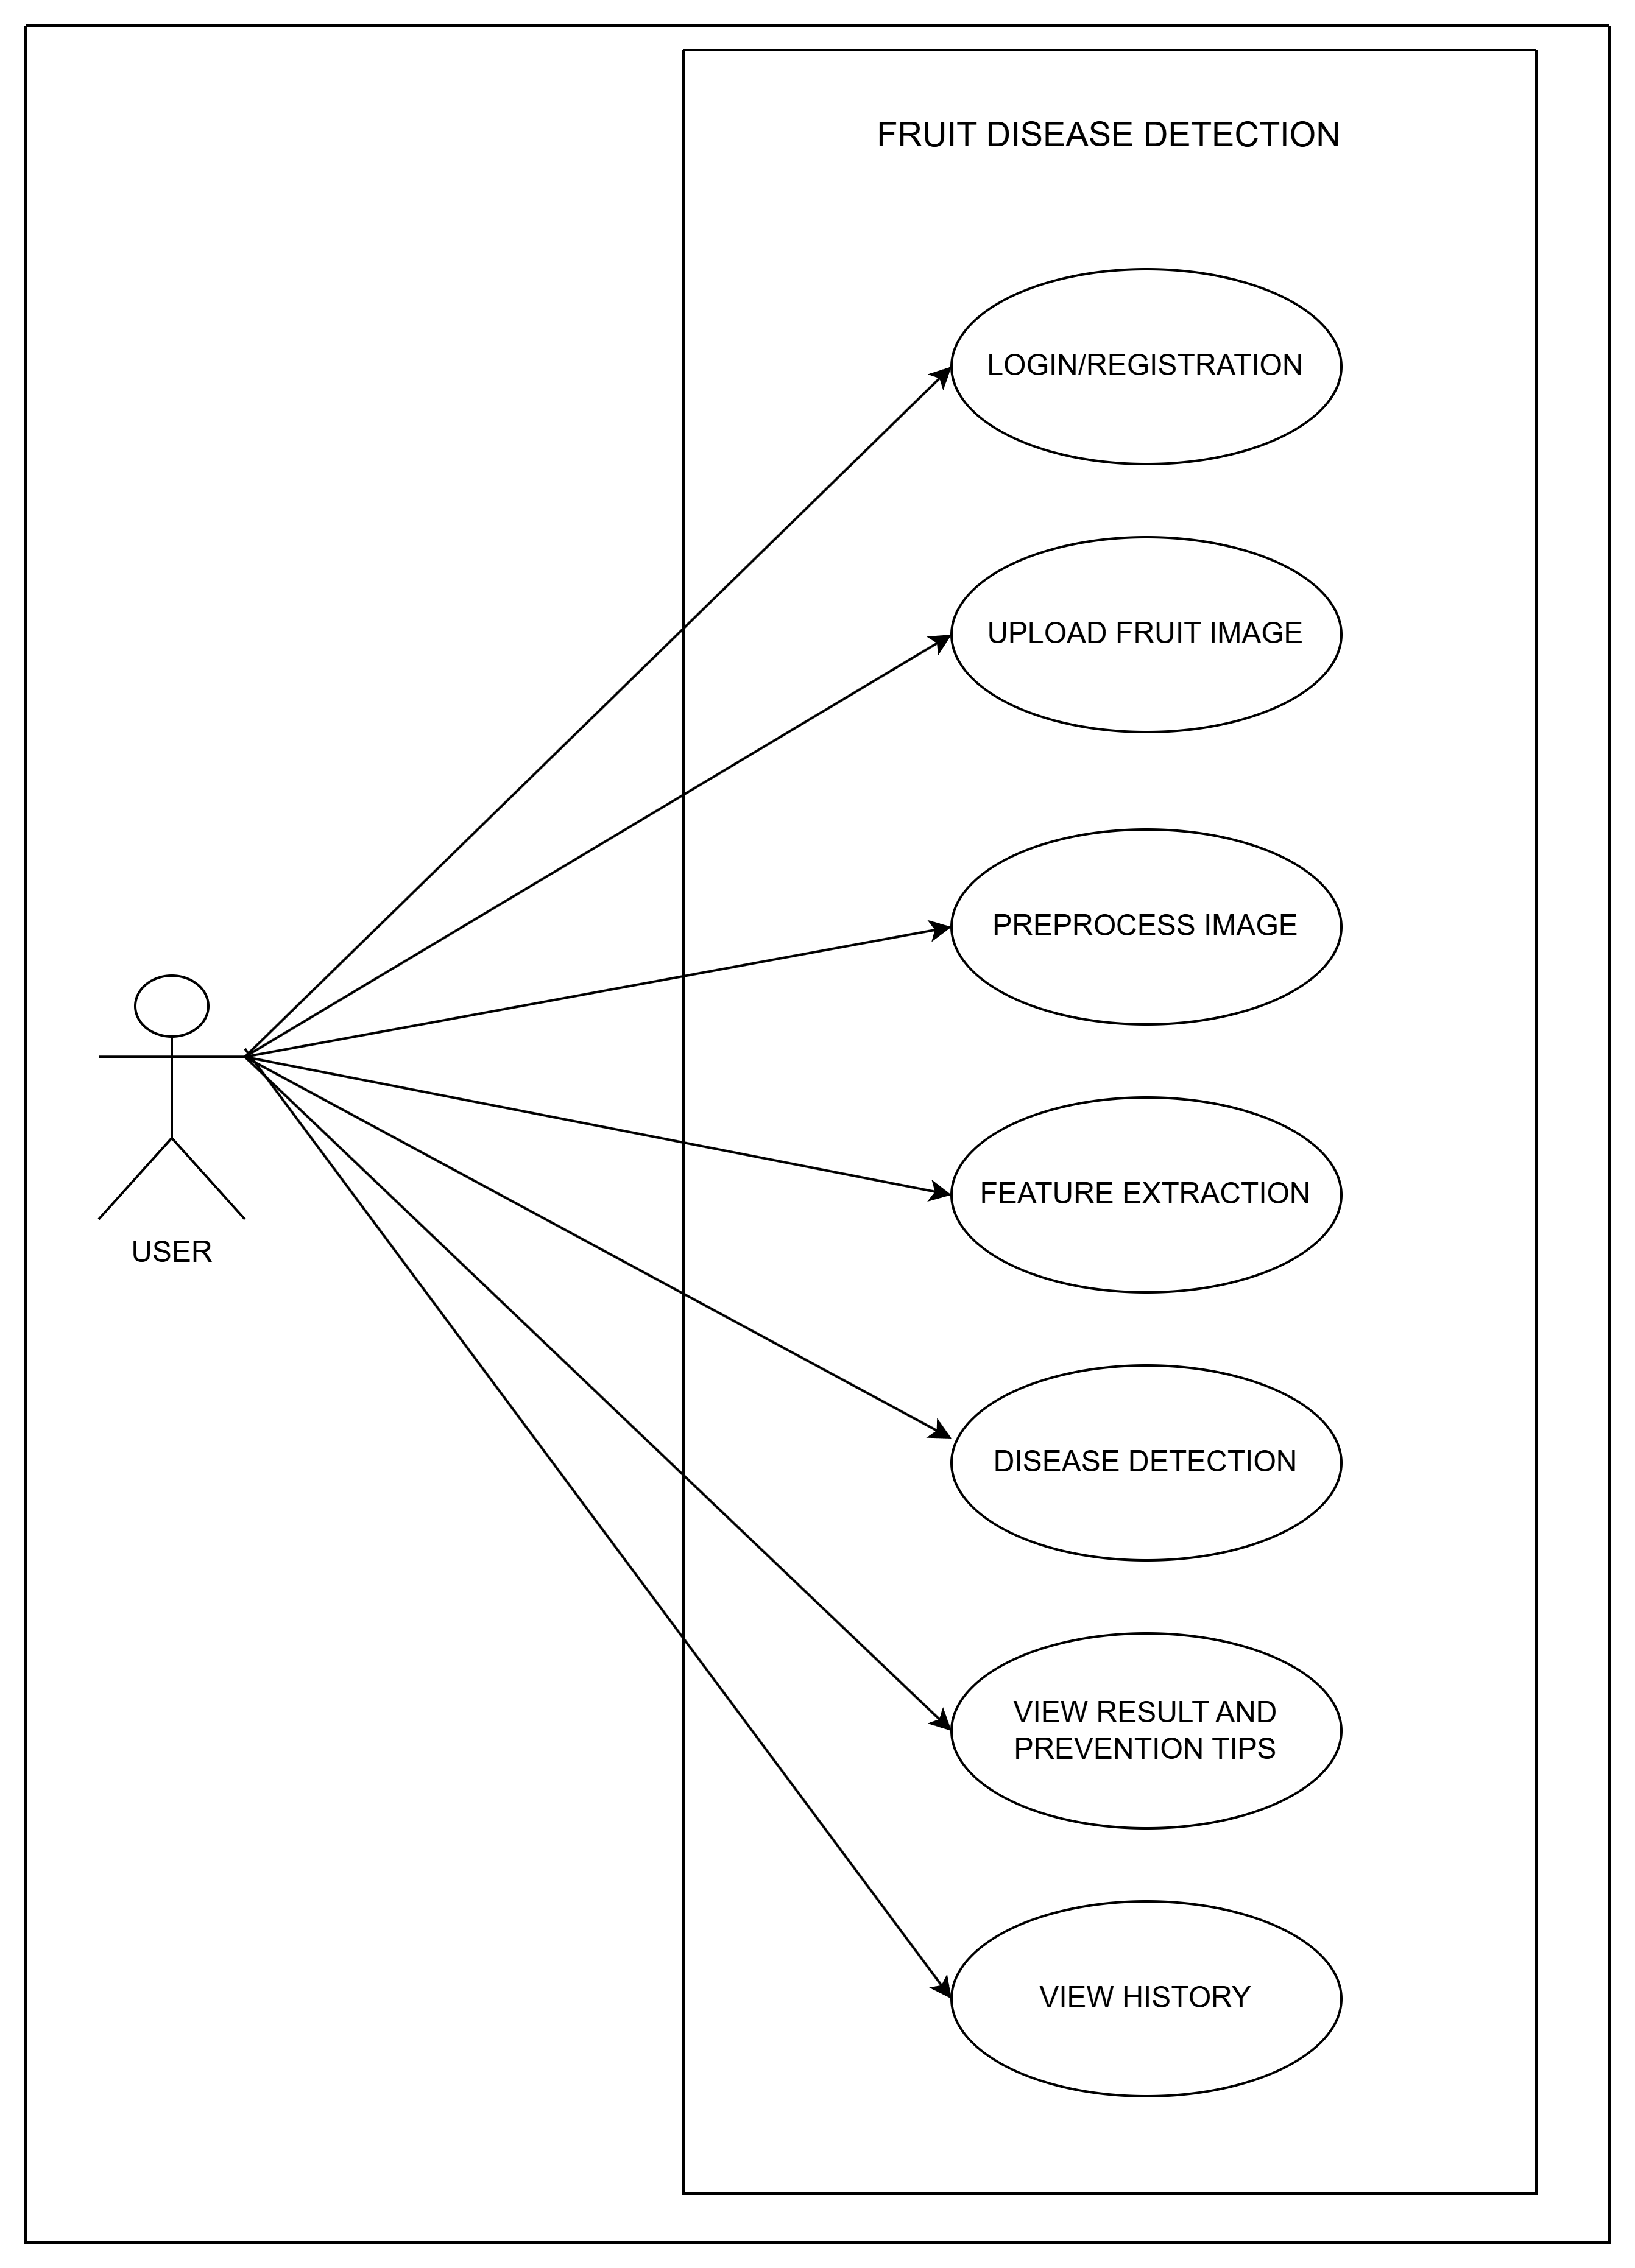 FRUIT DISEASE DETECTION
LOGIN/REGISTRATION
UPLOAD FRUIT IMAGE
PREPROCESS IMAGE
FEATURE EXTRACTION
USER
DISEASE DETECTION
VIEW RESULT AND
PREVENTION TIPS
VIEW HISTORY